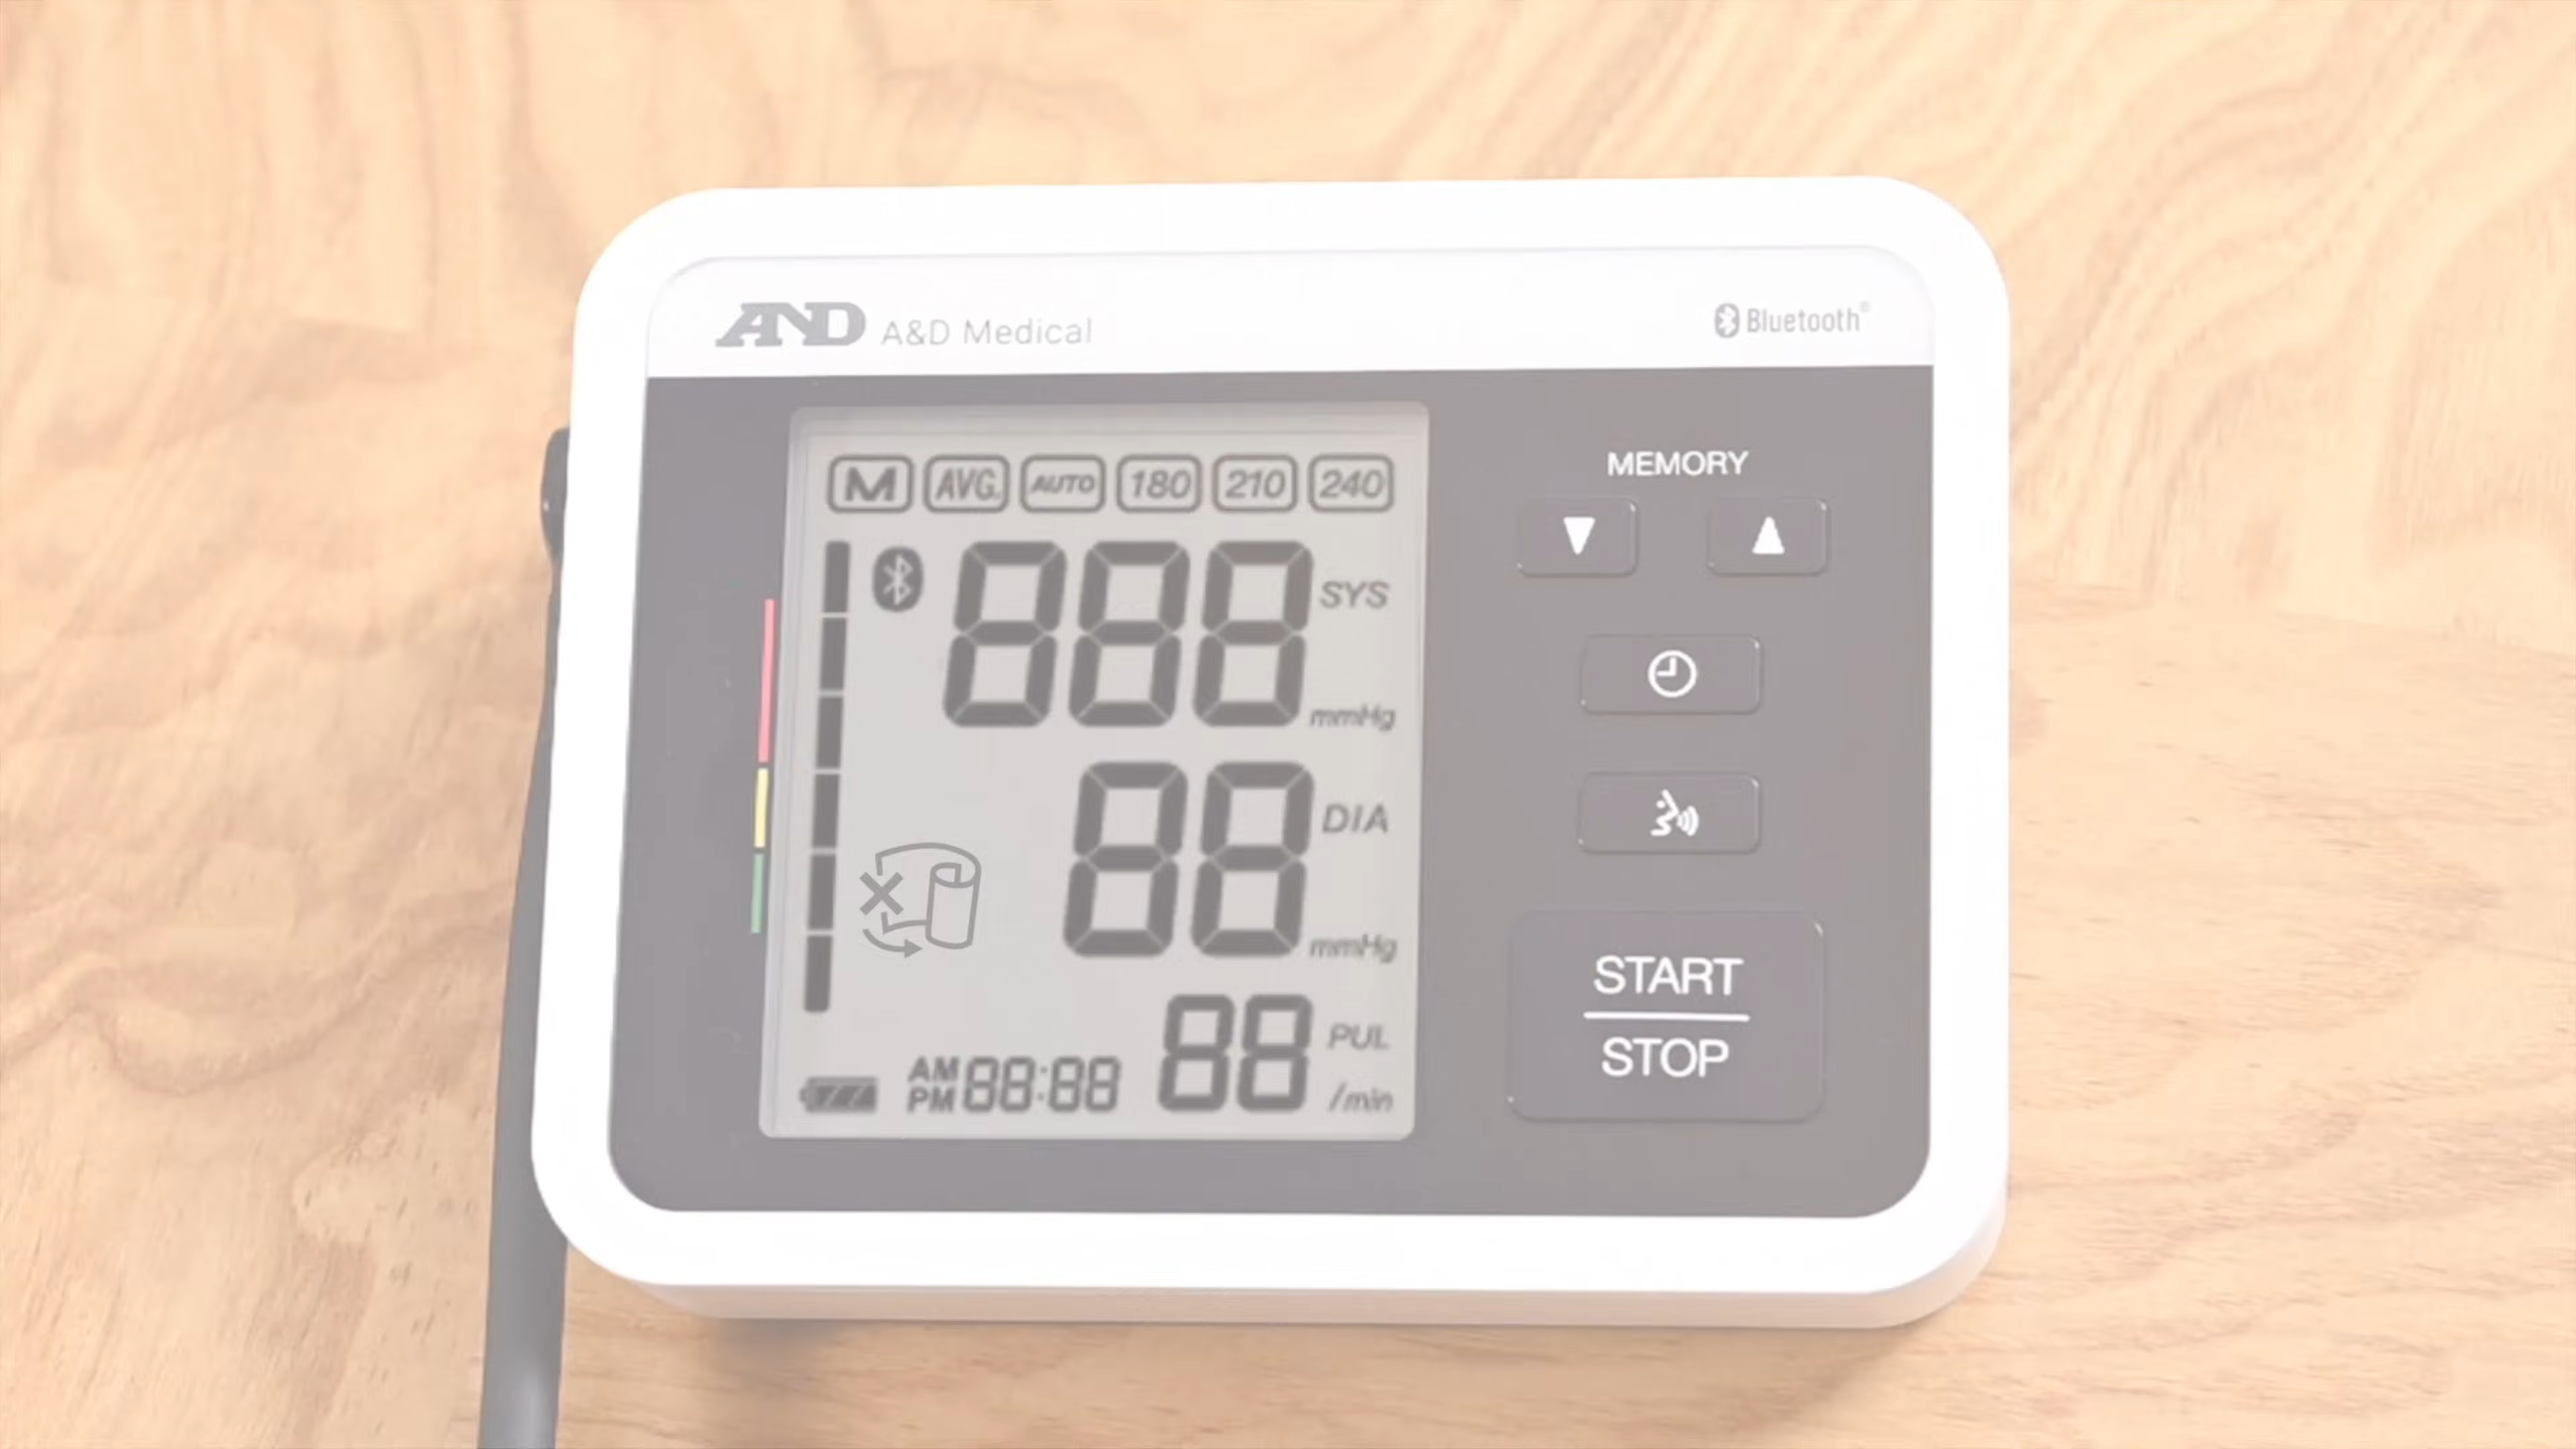 AND A&D Medical
Bluetooth®
M AVG. AUTO 180 210 240
888 SYS
mmHg
88 DIA
mmHg
88 PUL
/min
AM
PM 88:88
MEMORY
▼ ▲
START
STOP